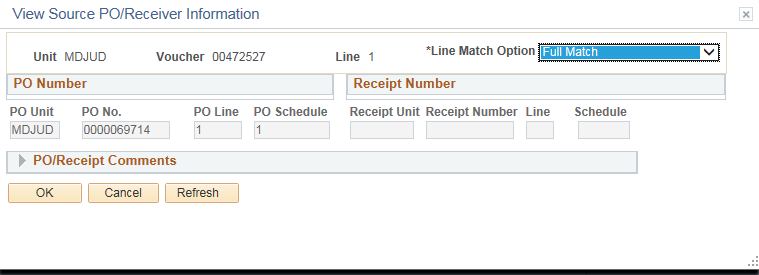 View Source PO/Receiver Information
Unit MDJUD Voucher 00472527 Line 1 *Line Match Option Full Match
PO Number Receipt Number
PO Unit PO No. PO Line PO Schedule Receipt Unit Receipt Number Line Schedule
MDJUD 0000069714 1 1
PO/Receipt Comments
OK Cancel Refresh